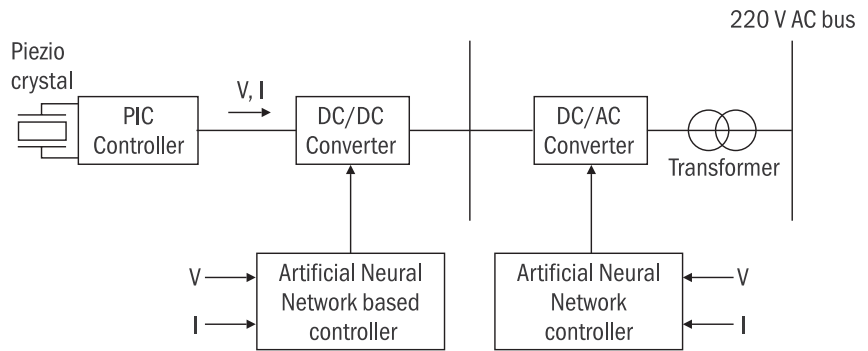 220 V AC bus
Piezio
crystal
PIC
Controller
V, I
DC/DC
Converter
DC/AC
Converter
Transformer
V
I
Artificial Neural
Network based
controller
Artificial Neural
Network
controller
V
I